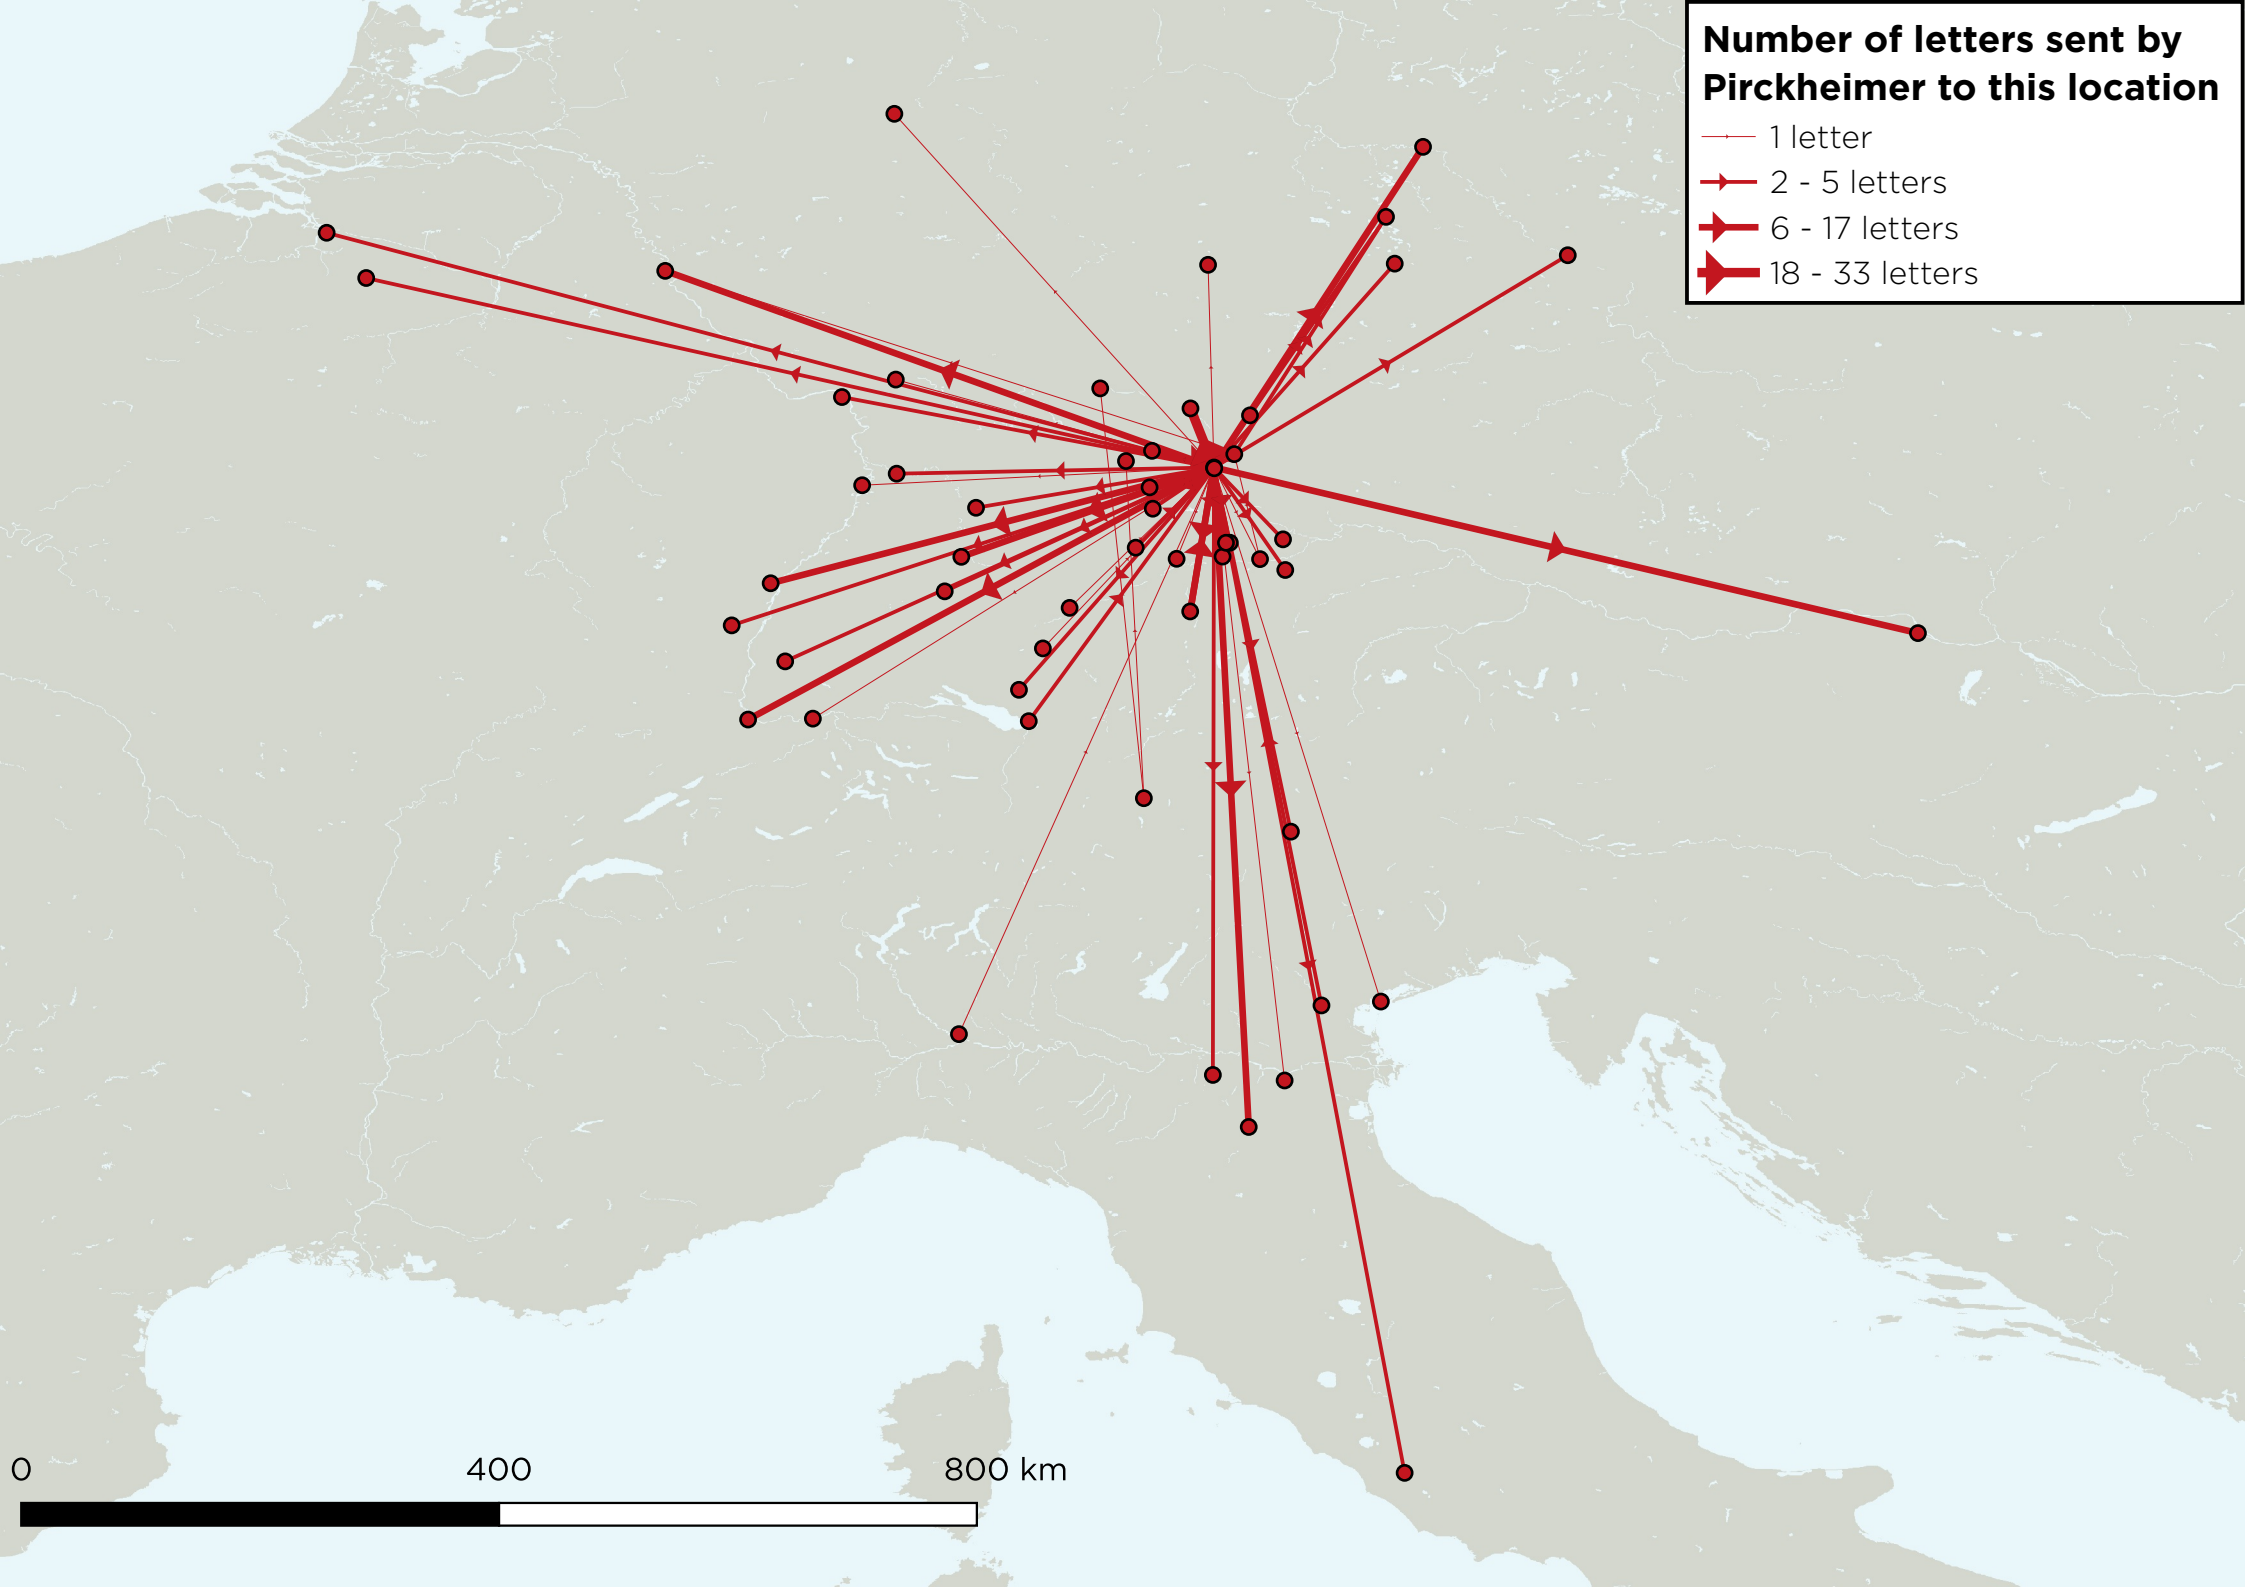 Number of letters sent by
Pirckheimer to this location
1 letter
2 - 5 letters
6 - 17 letters
18 - 33 letters
0 400 800 km